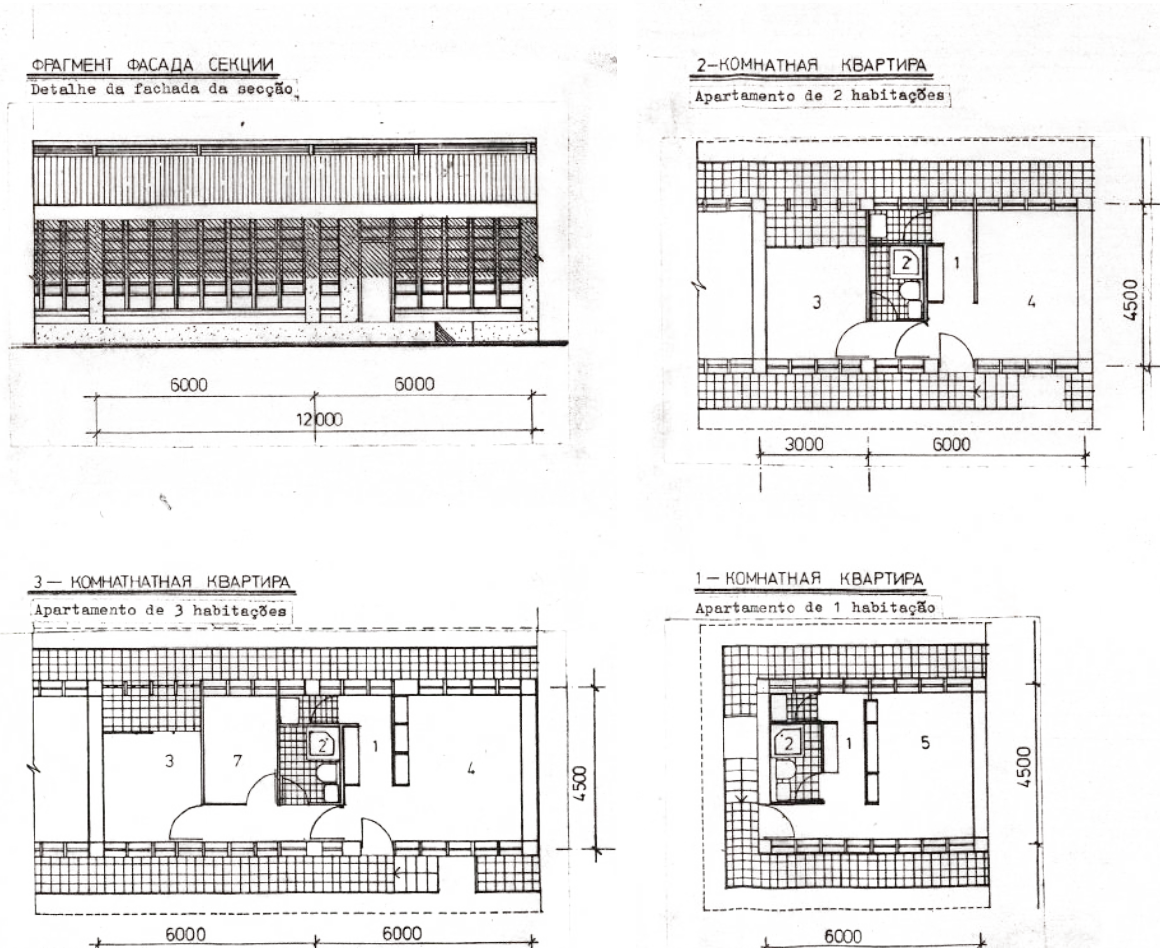 ФРАГМЕНТ ФАСАДА СЕКЦИИ
Detalhe da fachada da secção
6000
6000
12000
2-КОМНАТНАЯ КВАРТИРА
Apartamento de 2 habitações
3
2
1
4
4500
3000
6000
3 — КОМНАТНАТНАЯ КВАРТИРА
Apartamento de 3 habitações
3
7
2
1
4
4500
6000
6000
1 — КОМНАТНАЯ КВАРТИРА
Apartamento de 1 habitação
2
1
5
4500
6000